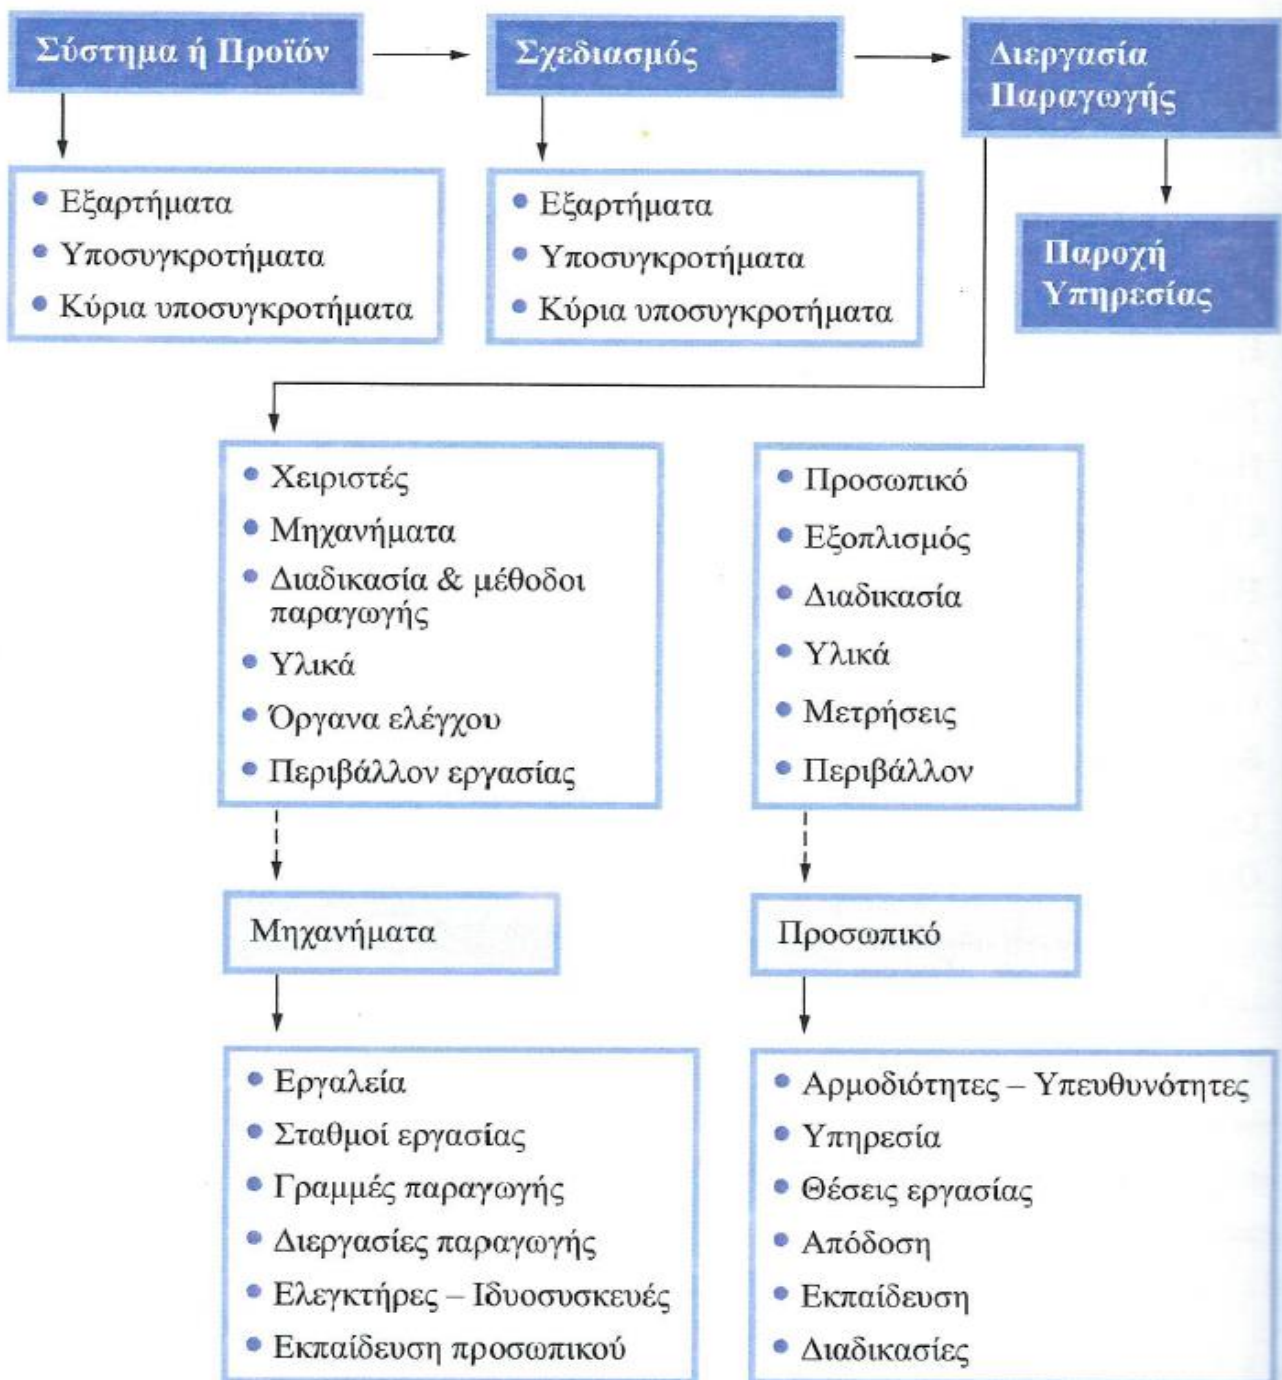 Σύστημα ή Προϊόν
Σχεδιασμός
Διεργασία
Παραγωγής
• Εξαρτήματα
• Υποσυγκροτήματα
• Κύρια υποσυγκροτήματα
• Εξαρτήματα
• Υποσυγκροτήματα
• Κύρια υποσυγκροτήματα
Παροχή
Υπηρεσίας
• Χειριστές
• Μηχανήματα
• Διαδικασία & μέθοδοι
παραγωγής
• Υλικά
• Όργανα ελέγχου
• Περιβάλλον εργασίας
• Προσωπικό
• Εξοπλισμός
• Διαδικασία
• Υλικά
• Μετρήσεις
• Περιβάλλον
Μηχανήματα
Προσωπικό
• Εργαλεία
• Σταθμοί εργασίας
• Γραμμές παραγωγής
• Διεργασίες παραγωγής
• Ελεγκτήρες – Ιδυοσυσκευές
• Εκπαίδευση προσωπικού
• Αρμοδιότητες – Υπευθυνότητες
• Υπηρεσία
• Θέσεις εργασίας
• Απόδοση
• Εκπαίδευση
• Διαδικασίες